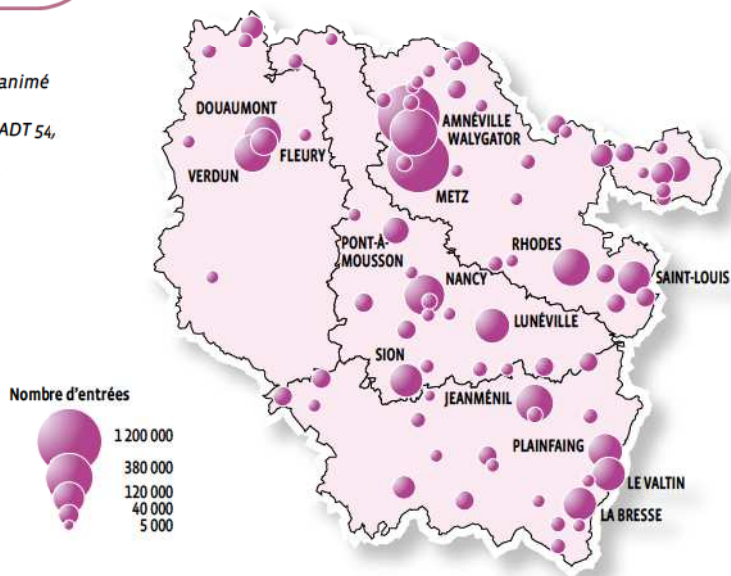 animé
ADT 54,
DOUAUMONT
FLEURY
VERDUN
AMNÉVILLE
WALYGATOR
METZ
PONT-À-
MOUSSON
NANCY
RHODES
SAINT-LOUIS
LUNÉVILLE
SION
JEANMÉNIL
PLAINFAING
LE VALTIN
LA BRESSE
Nombre d'entrées
1 200 000
380 000
120 000
40 000
5 000